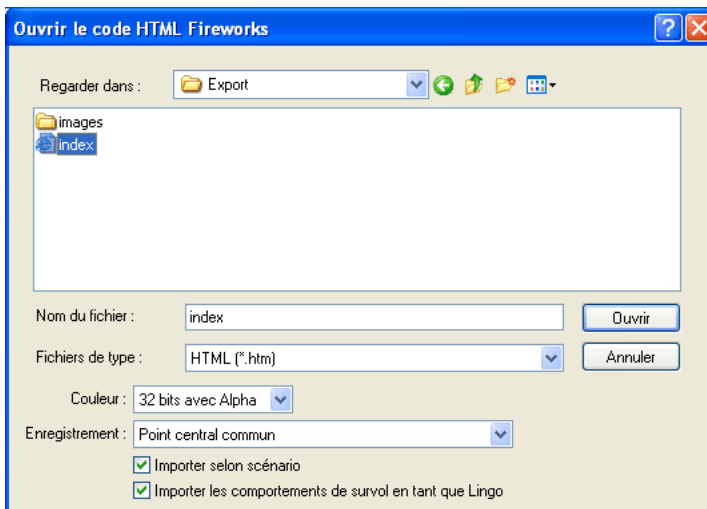 Ouvrir le code HTML Fireworks
Regarder dans : Export
images
index
Nom du fichier : index Ouvrir
Fichiers de type : HTML (*.htm) Annuler
Couleur : 32 bits avec Alpha
Enregistrement : Point central commun
Importer selon scénario
Importer les comportements de survol en tant que Lingo